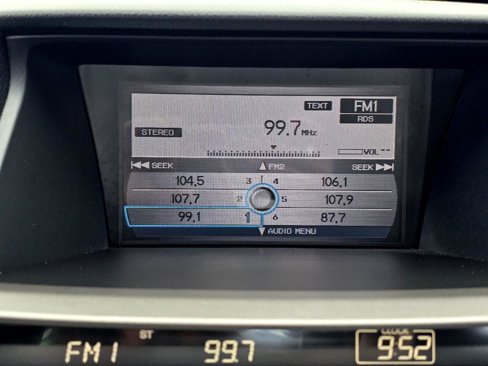 TEXT FM1
RDS
99.7 MHz
STEREO
VOL --
SEEK FM2 SEEK
104.5 3 4 106.1
107.7 2 5 107.9
99.1 1 6 87.7
AUDIO MENU
ST CLOCK
FM1 99.7 9:52